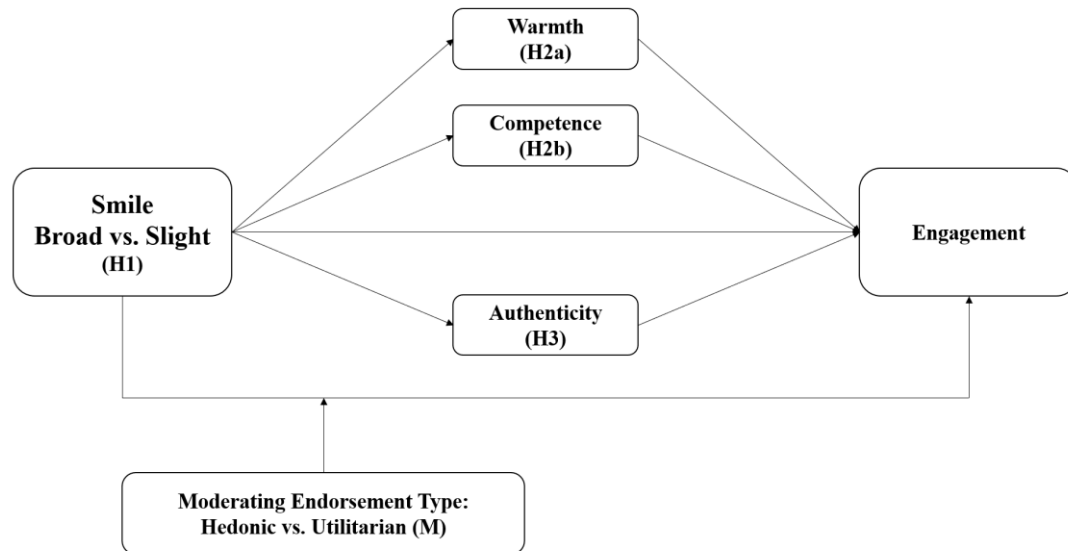 Warmth
(H2a)
Competence
(H2b)
Smile
Broad vs. Slight
(H1)
Engagement
Authenticity
(H3)
Moderating Endorsement Type:
Hedonic vs. Utilitarian (M)